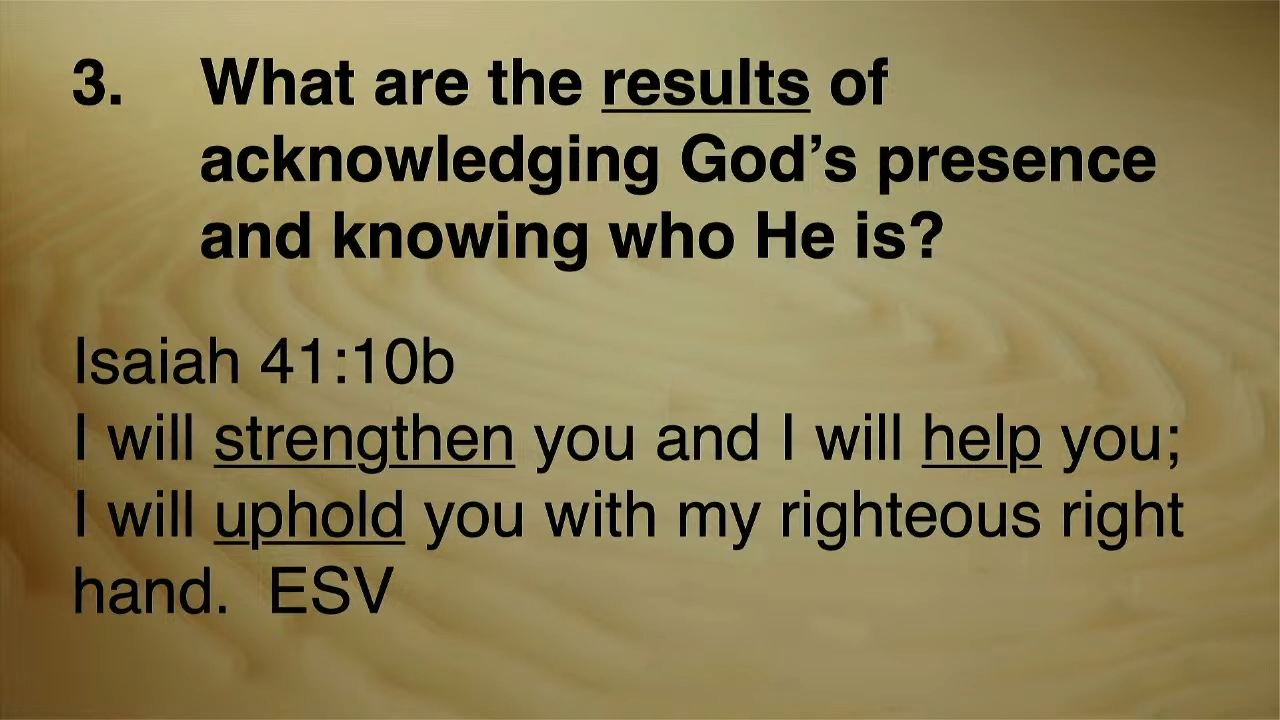 3. What are the results of
acknowledging God’s presence
and knowing who He is?
Isaiah 41:10b
I will strengthen you and I will help you;
I will uphold you with my righteous right
hand. ESV